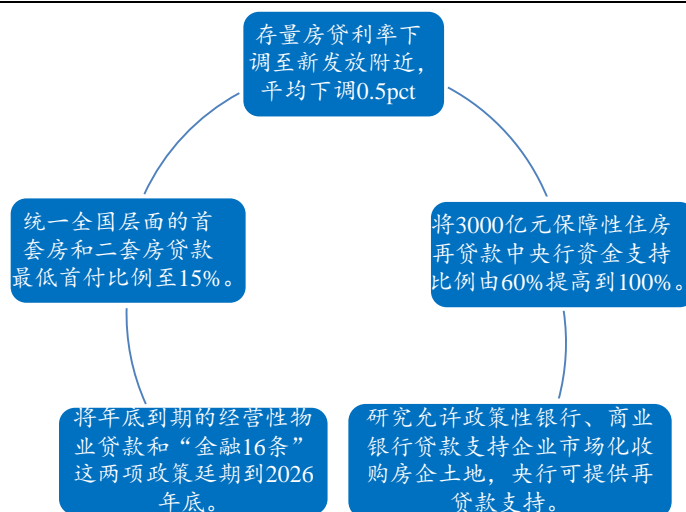 存量房贷利率下
调至新发放附近，
平均下调0.5pct
统一全国层面的首
套房和二套房贷款
最低首付比例至15%。
将3000亿元保障性住房
再贷款中央行资金支持
比例由60%提高到100%。
将年底到期的经营性物
业贷款和“金融16条”
这两项政策延期到2026
年底。
研究允许政策性银行、商业
银行贷款支持企业市场化收
购房企土地，央行可提供再
贷款支持。